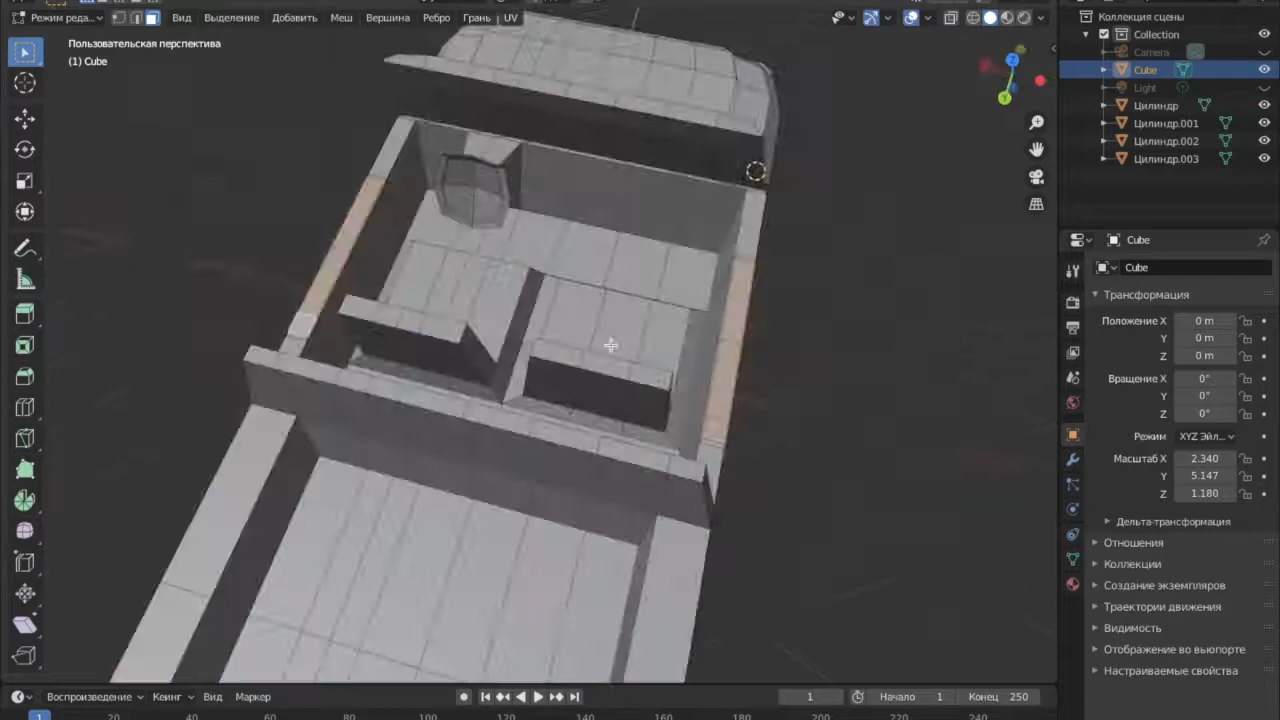 Режим реда...
Вид
Выделение
Добавить
Меш
Вершина
Ребро
Грань
UV
Пользовательская перспектива
(1) Cube
Коллекция сцены
Collection
Camera
Cube
Light
Цилиндр
Цилиндр.001
Цилиндр.002
Цилиндр.003
Cube
Cube
Трансформация
Положение X 0 m
Y 0 m
Z 0 m
Вращение X 0°
Y 0°
Z 0°
Режим XYZ Эйл...
Масштаб X 2.340
Y 5.147
Z 1.180
Дельта-трансформация
Отношения
Коллекции
Создание экземпляров
Траектории движения
Видимость
Отображение во вьюпорте
Настраиваемые свойства
Воспроизведение
Кеинг
Вид
Маркер
1
Начало 1
Конец 250
1 20 40 60 80 100 120 140 160 180 200 220 240